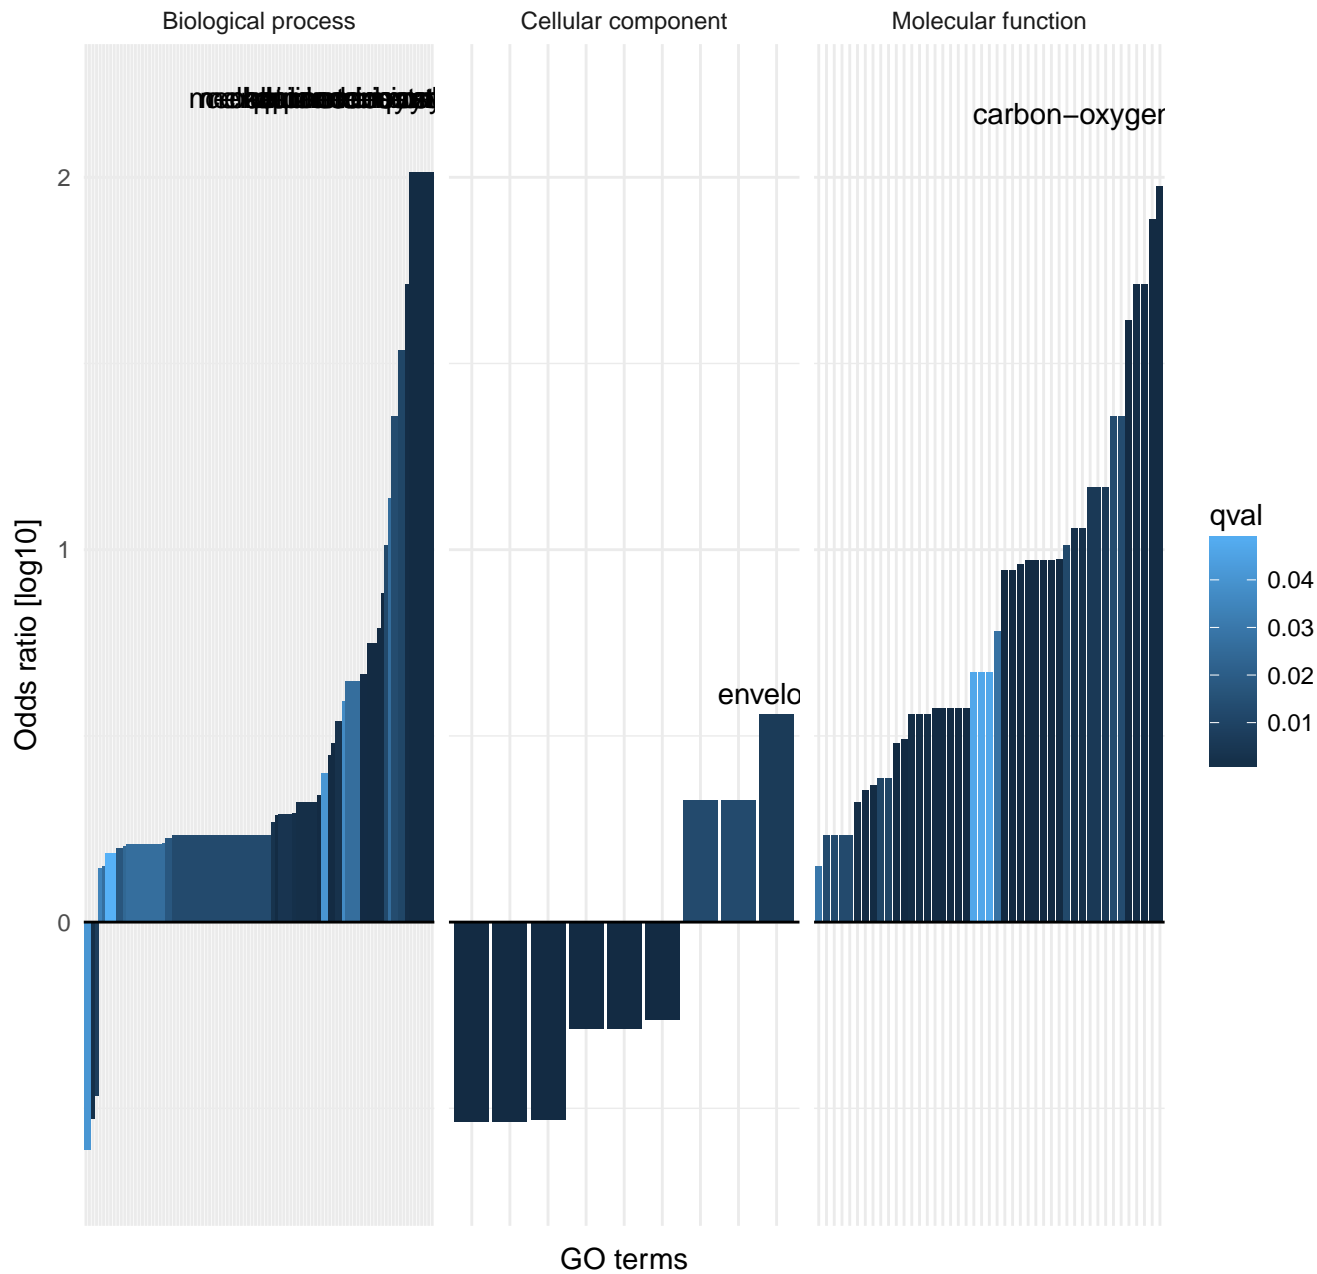 Biological process
Cellular component
Molecular function
carbon−oxyger
2
1
0
envelo
Odds ratio [log10]
GO terms
qval
0.04
0.03
0.02
0.01